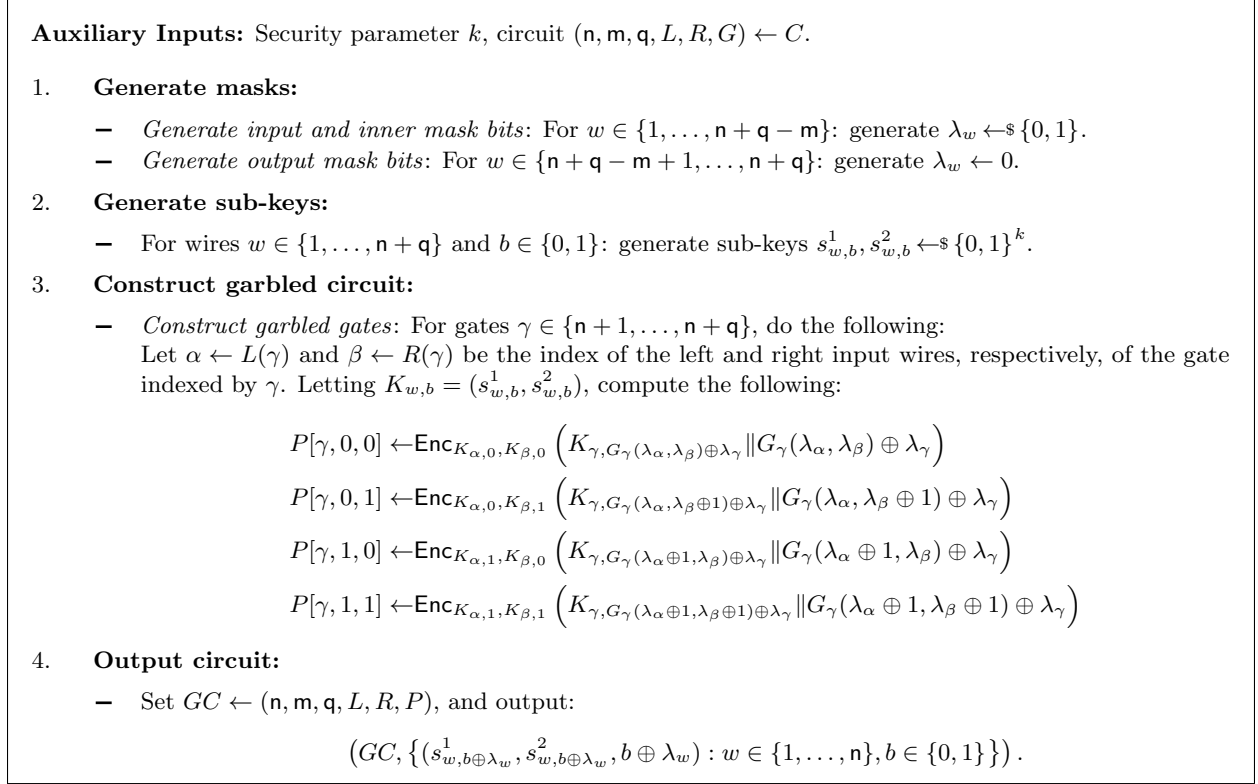 Auxiliary Inputs: Security parameter k, circuit (n, m, q, L, R, G) ← C.
1. Generate masks:
– Generate input and inner mask bits: For w ∈ {1, . . . , n + q − m}: generate λ_w ←$ {0, 1}.
– Generate output mask bits: For w ∈ {n + q − m + 1, . . . , n + q}: generate λ_w ← 0.
2. Generate sub-keys:
– For wires w ∈ {1, . . . , n + q} and b ∈ {0, 1}: generate sub-keys s^1_{w,b}, s^2_{w,b} ←$ {0, 1}^k.
3. Construct garbled circuit:
– Construct garbled gates: For gates γ ∈ {n + 1, . . . , n + q}, do the following:
Let α ← L(γ) and β ← R(γ) be the index of the left and right input wires, respectively, of the gate
indexed by γ. Letting K_{w,b} = (s^1_{w,b}, s^2_{w,b}), compute the following:
P[γ, 0, 0] ←Enc_{K_{α,0},K_{β,0}} (K_{γ,G_γ(λ_α,λ_β)⊕λ_γ}∥G_γ(λ_α, λ_β) ⊕ λ_γ)
P[γ, 0, 1] ←Enc_{K_{α,0},K_{β,1}} (K_{γ,G_γ(λ_α,λ_β⊕1)⊕λ_γ}∥G_γ(λ_α, λ_β ⊕ 1) ⊕ λ_γ)
P[γ, 1, 0] ←Enc_{K_{α,1},K_{β,0}} (K_{γ,G_γ(λ_α⊕1,λ_β)⊕λ_γ}∥G_γ(λ_α ⊕ 1, λ_β) ⊕ λ_γ)
P[γ, 1, 1] ←Enc_{K_{α,1},K_{β,1}} (K_{γ,G_γ(λ_α⊕1,λ_β⊕1)⊕λ_γ}∥G_γ(λ_α ⊕ 1, λ_β ⊕ 1) ⊕ λ_γ)
4. Output circuit:
– Set GC ← (n, m, q, L, R, P), and output:
(GC, {(s^1_{w,b⊕λ_w}, s^2_{w,b⊕λ_w}, b ⊕ λ_w) : w ∈ {1, . . . , n}, b ∈ {0, 1}}) .